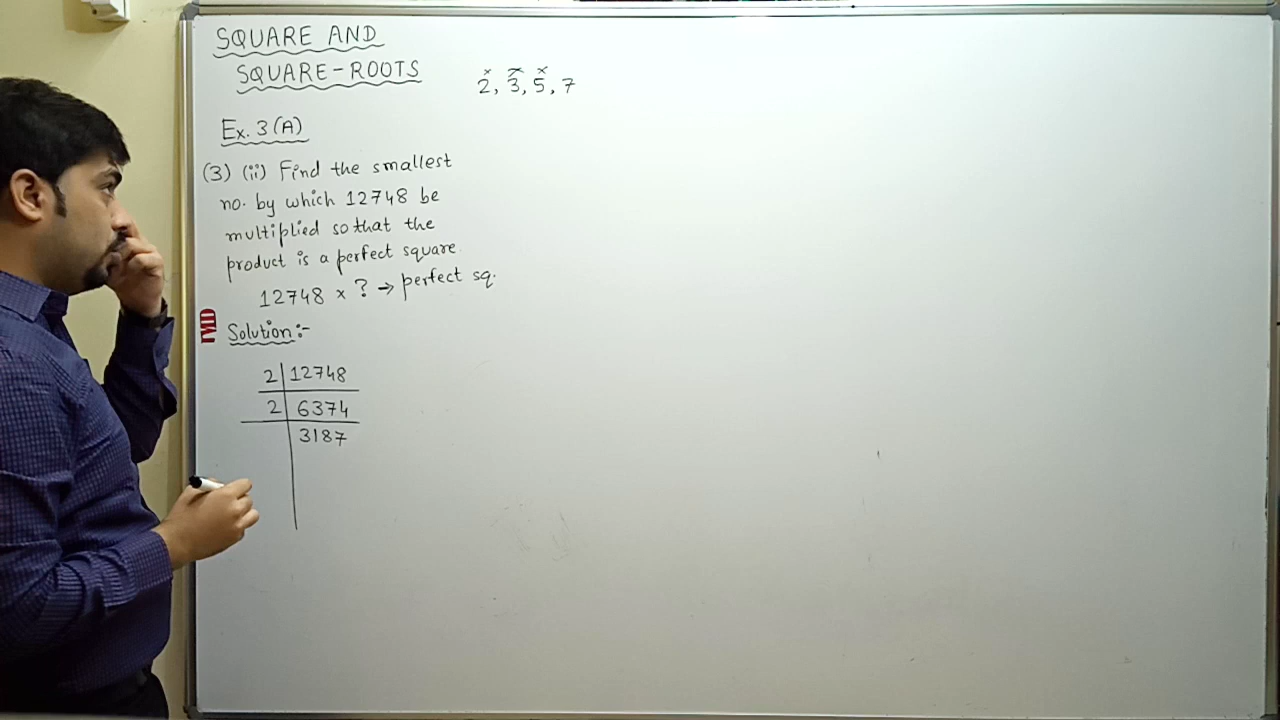 SQUARE AND
SQUARE-ROOTS
2, 3, 5, 7
Ex. 3(A)
(3) (ii) Find the smallest
no. by which 12748 be
multiplied so that the
product is a perfect square.
12748 × ? → perfect sq.
Solution:-
2 | 12748
2 | 6374
3187